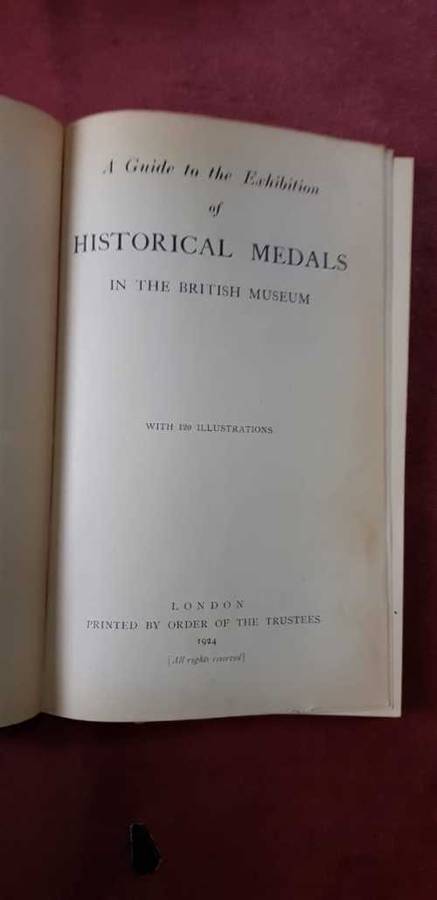 A Guide to the Exhibition
of
HISTORICAL MEDALS
IN THE BRITISH MUSEUM
WITH 120 ILLUSTRATIONS
LONDON
PRINTED BY ORDER OF THE TRUSTEES
1924
[All rights reserved]